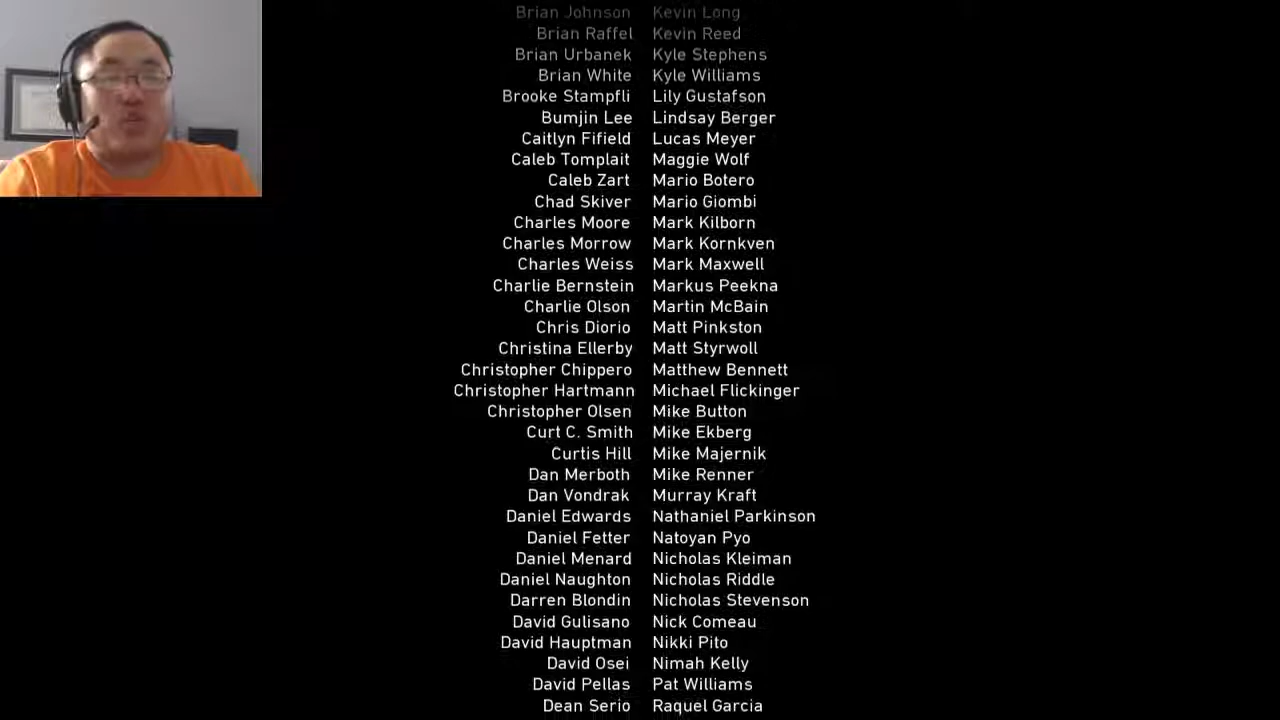 Brian Johnson Kevin Long
Brian Raffel Kevin Reed
Brian Urbanek Kyle Stephens
Brian White Kyle Williams
Brooke Stampfli Lily Gustafson
Bumjin Lee Lindsay Berger
Caitlyn Fifield Lucas Meyer
Caleb Tomplait Maggie Wolf
Caleb Zart Mario Botero
Chad Skiver Mario Giombi
Charles Moore Mark Kilborn
Charles Morrow Mark Kornkven
Charles Weiss Mark Maxwell
Charlie Bernstein Markus Peekna
Charlie Olson Martin McBain
Chris Diorio Matt Pinkston
Christina Ellerby Matt Styrwoll
Christopher Chippero Matthew Bennett
Christopher Hartmann Michael Flickinger
Christopher Olsen Mike Button
Curt C. Smith Mike Ekberg
Curtis Hill Mike Majernik
Dan Merboth Mike Renner
Dan Vondrak Murray Kraft
Daniel Edwards Nathaniel Parkinson
Daniel Fetter Natoyan Pyo
Daniel Menard Nicholas Kleiman
Daniel Naughton Nicholas Riddle
Darren Blondin Nicholas Stevenson
David Gulisano Nick Comeau
David Hauptman Nikki Pito
David Osei Nimah Kelly
David Pellas Pat Williams
Dean Serio Raquel Garcia